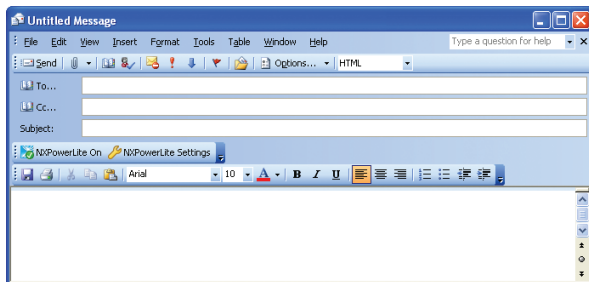 Untitled Message
File Edit View Insert Format Tools Table Window Help Type a question for help
Send Options... HTML
To...
Cc...
Subject:
NXPowerLite On NXPowerLite Settings
Arial 10 A B I U